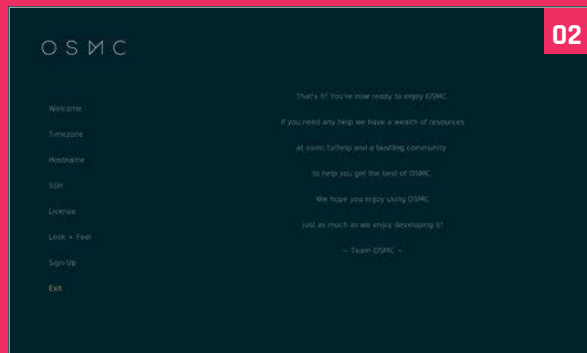 02
OSMC
Welcome
Timezone
Hostname
SSH
License
Look + Feel
Sign-Up
Exit
That's it! You're now ready to enjoy OSMC.
If you need any help we have a wealth of resources
at osmc.tv/help and a bustling community
to help you get the best of OSMC.
We hope you enjoy using OSMC
just as much as we enjoy developing it!
— Team OSMC —